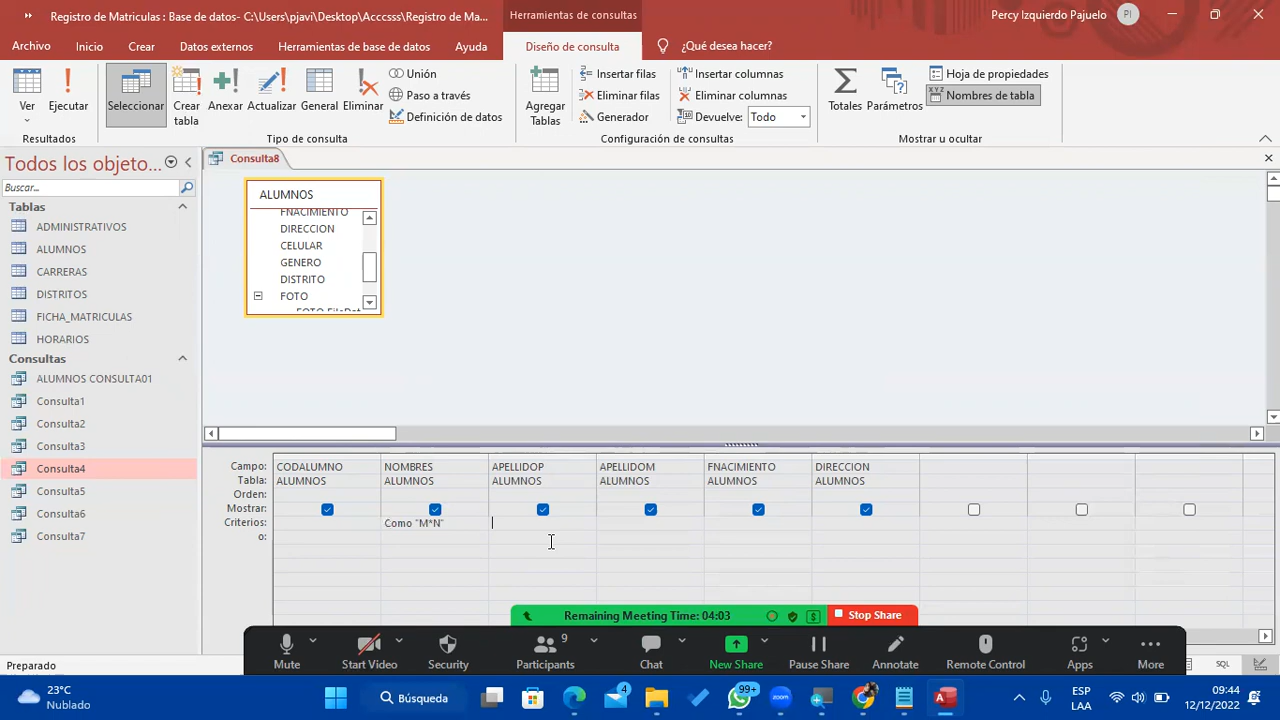 Registro de Matriculas : Base de datos- C:\Users\pjavi\Desktop\Acccsss\Registro de Ma...
Herramientas de consultas
Percy Izquierdo Pajuelo
PI
Archivo
Inicio
Crear
Datos externos
Herramientas de base de datos
Ayuda
Diseño de consulta
¿Qué desea hacer?
Ver
Ejecutar
Seleccionar
Crear tabla
Anexar
Actualizar
General
Eliminar
Unión
Paso a través
Definición de datos
Agregar Tablas
Insertar filas
Eliminar filas
Generador
Insertar columnas
Eliminar columnas
Devuelve:
Todo
Totales
Parámetros
Hoja de propiedades
XYZ
Nombres de tabla
Resultados
Tipo de consulta
Configuración de consultas
Mostrar u ocultar
Todos los objeto...
Buscar...
Tablas
ADMINISTRATIVOS
ALUMNOS
CARRERAS
DISTRITOS
FICHA_MATRICULAS
HORARIOS
Consultas
ALUMNOS CONSULTA01
Consulta1
Consulta2
Consulta3
Consulta4
Consulta5
Consulta6
Consulta7
Consulta8
ALUMNOS
FNACIMIENTO
DIRECCION
CELULAR
GENERO
DISTRITO
FOTO
FOTO.FileDat
Campo: CODALUMNO NOMBRES APELLIDOP APELLIDOM FNACIMIENTO DIRECCION
Tabla: ALUMNOS ALUMNOS ALUMNOS ALUMNOS ALUMNOS ALUMNOS
Orden:
Mostrar:
Criterios: Como "M*N"
o:
Remaining Meeting Time: 04:03
Stop Share
Mute
Start Video
Security
9
Participants
Chat
New Share
Pause Share
Annotate
Remote Control
Apps
More
Preparado
SQL
23°C
Nublado
Búsqueda
4
99+
zoom
ESP
LAA
09:44
12/12/2022